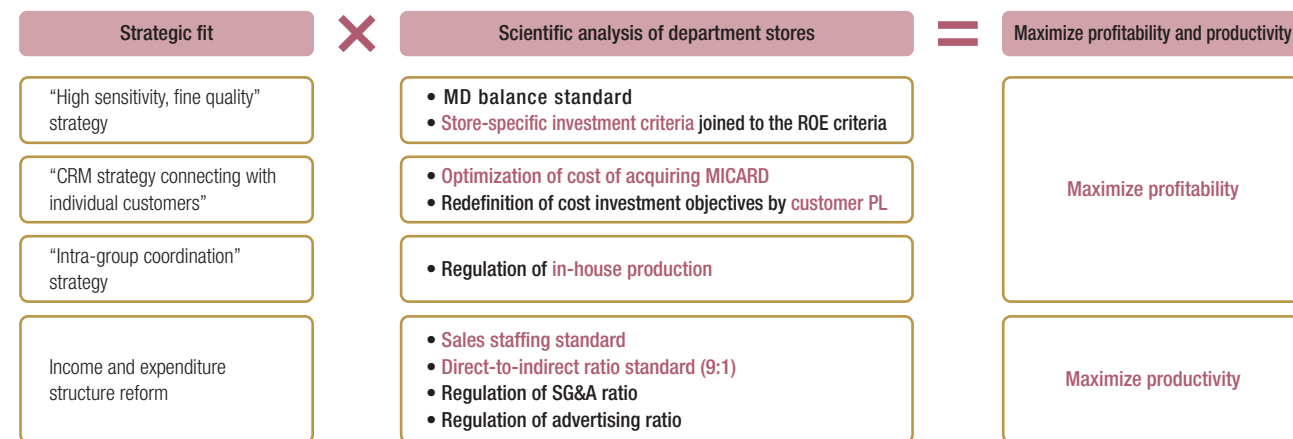 Strategic fit
×
Scientific analysis of department stores
=
Maximize profitability and productivity
“High sensitivity, fine quality”
strategy
• MD balance standard
• Store-specific investment criteria joined to the ROE criteria
“CRM strategy connecting with
individual customers”
• Optimization of cost of acquiring MICARD
• Redefinition of cost investment objectives by customer PL
“Intra-group coordination”
strategy
• Regulation of in-house production
Maximize profitability
Income and expenditure
structure reform
• Sales staffing standard
• Direct-to-indirect ratio standard (9:1)
• Regulation of SG&A ratio
• Regulation of advertising ratio
Maximize productivity